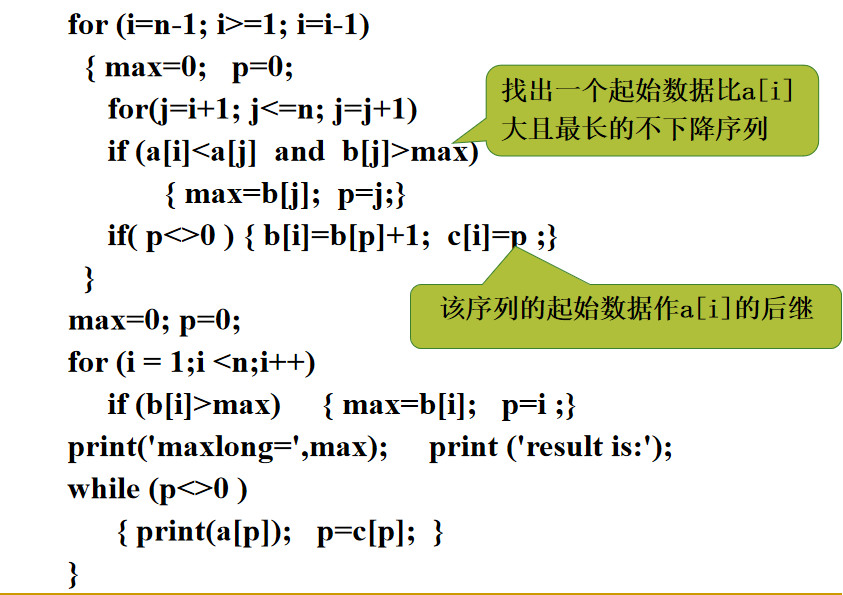 for (i=n-1; i>=1; i=i-1)
{ max=0; p=0;
for(j=i+1; j<=n; j=j+1)
if (a[i]<a[j] and b[j]>max)
{ max=b[j]; p=j;}
if( p<>0 ) { b[i]=b[p]+1; c[i]=p ;}
}
max=0; p=0;
for (i = 1;i <n;i++)
if (b[i]>max) { max=b[i]; p=i ;}
print('maxlong=',max); print ('result is:');
while (p<>0 )
{ print(a[p]); p=c[p]; }
}
找出一个起始数据比a[i]
大且最长的不下降序列
该序列的起始数据作a[i]的后继